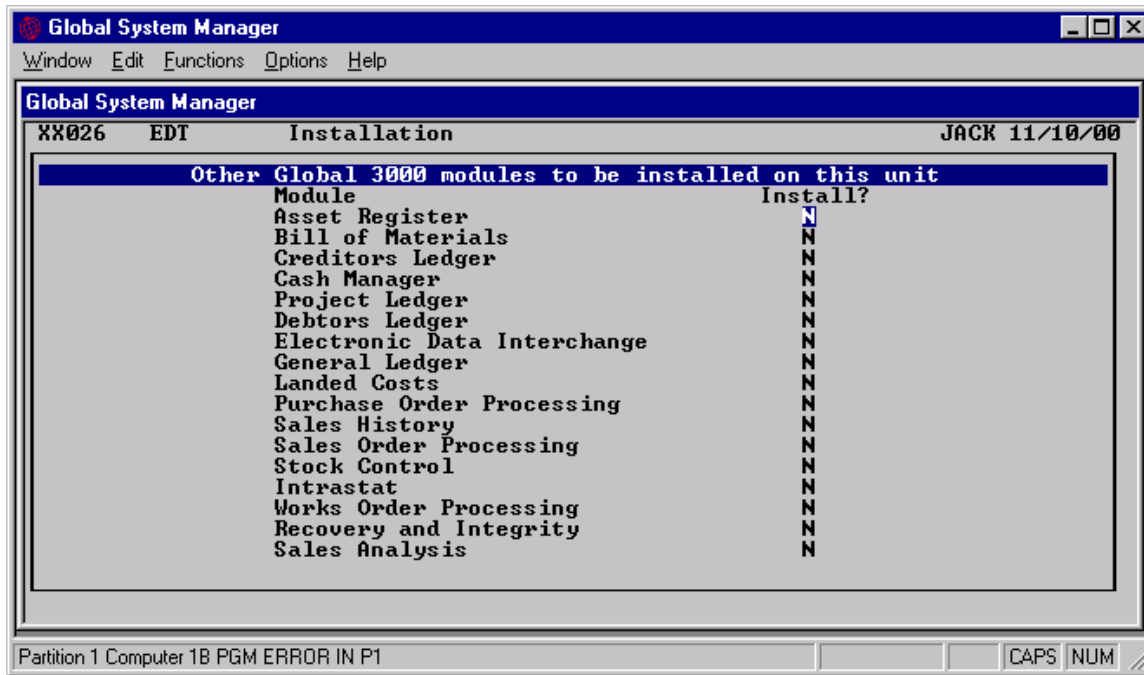 Global System Manager
Window Edit Functions Options Help
Global System Manager
XX026 EDT Installation JACK 11/10/00
Other Global 3000 modules to be installed on this unit
Module Install?
Asset Register N
Bill of Materials N
Creditors Ledger N
Cash Manager N
Project Ledger N
Debtors Ledger N
Electronic Data Interchange N
General Ledger N
Landed Costs N
Purchase Order Processing N
Sales History N
Sales Order Processing N
Stock Control N
Intrastat N
Works Order Processing N
Recovery and Integrity N
Sales Analysis N
Partition 1 Computer 1B PGM ERROR IN P1 CAPS NUM